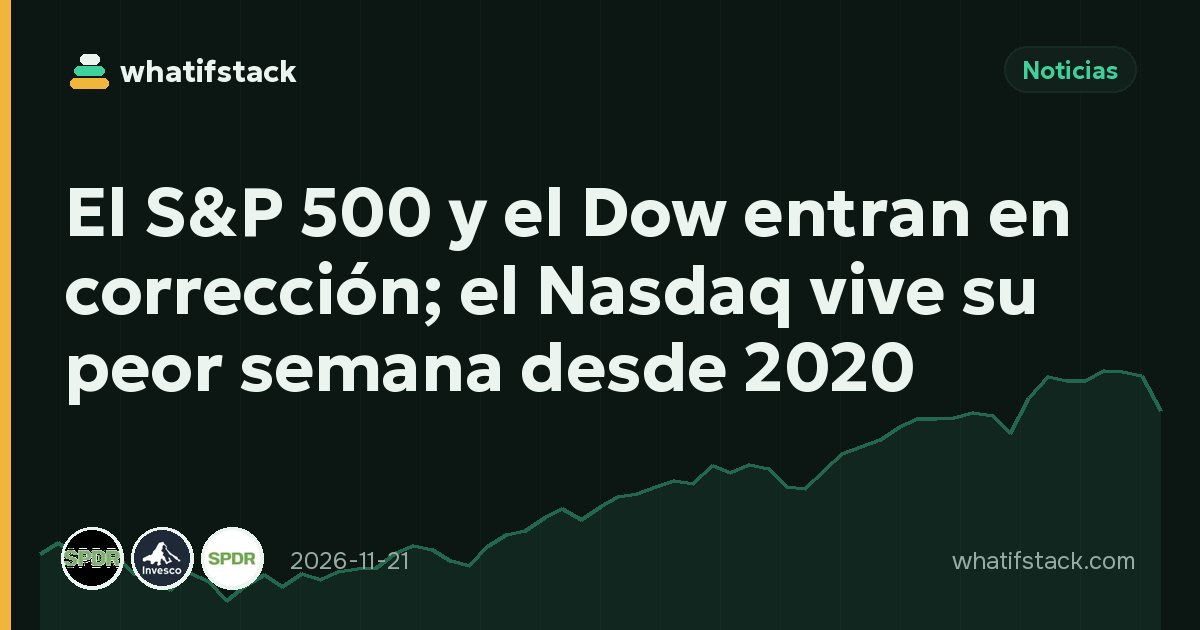 whatifstack
Noticias
El S&P 500 y el Dow entran en
corrección; el Nasdaq vive su
peor semana desde 2020
SPDR
Invesco
SPDR
2026-11-21
whatifstack.com